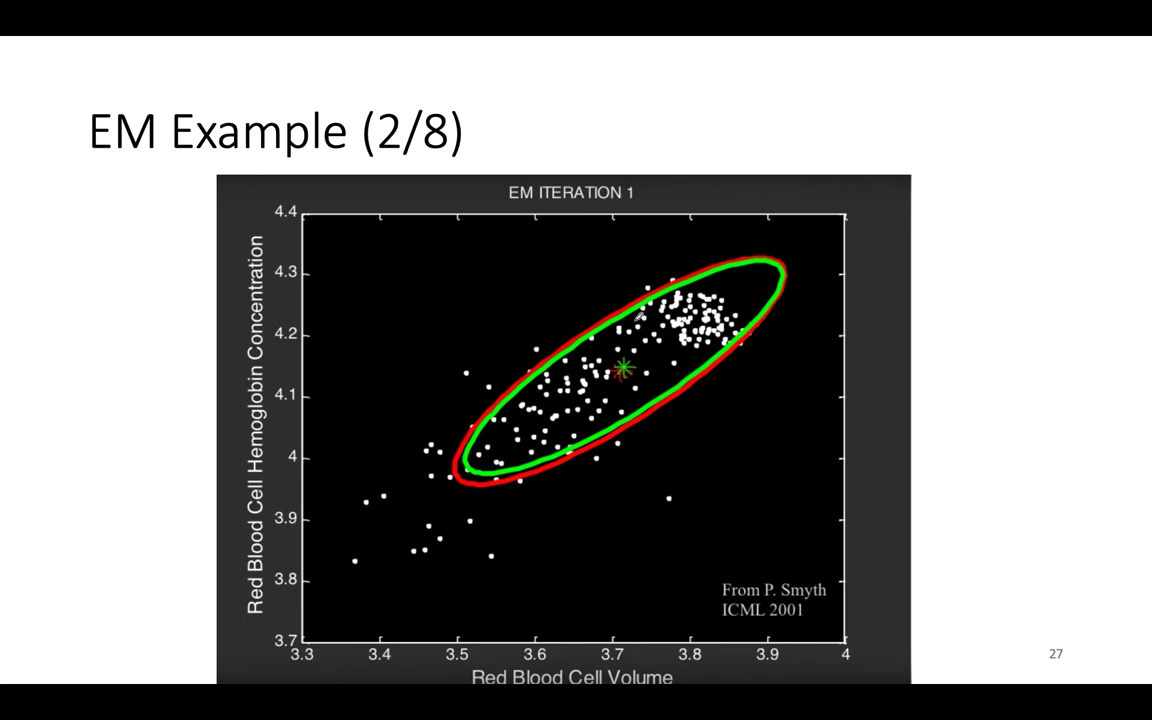 EM Example (2/8)
EM ITERATION 1
Red Blood Cell Hemoglobin Concentration
4.4
4.3
4.2
4.1
4
3.9
3.8
3.7
3.3 3.4 3.5 3.6 3.7 3.8 3.9 4
Red Blood Cell Volume
From P. Smyth
ICML 2001
27